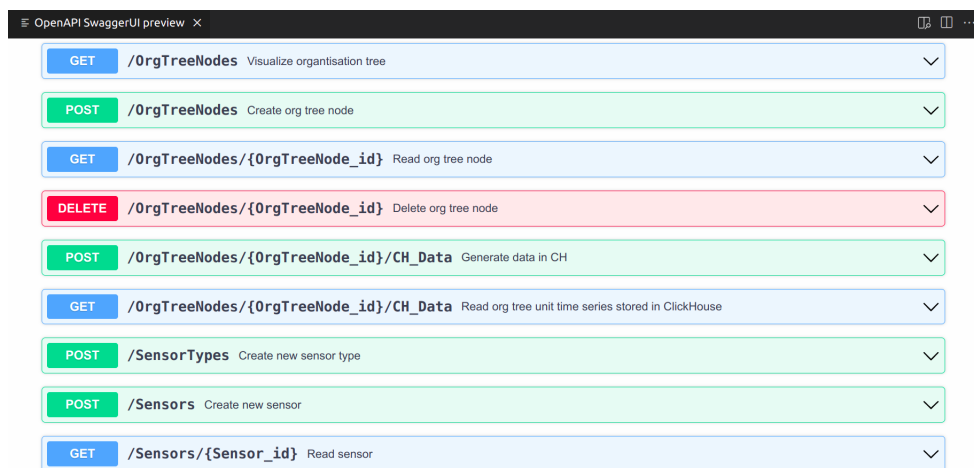 OpenAPI SwaggerUI preview
GET /OrgTreeNodes Visualize organtisation tree
POST /OrgTreeNodes Create org tree node
GET /OrgTreeNodes/{OrgTreeNode_id} Read org tree node
DELETE /OrgTreeNodes/{OrgTreeNode_id} Delete org tree node
POST /OrgTreeNodes/{OrgTreeNode_id}/CH_Data Generate data in CH
GET /OrgTreeNodes/{OrgTreeNode_id}/CH_Data Read org tree unit time series stored in ClickHouse
POST /SensorTypes Create new sensor type
POST /Sensors Create new sensor
GET /Sensors/{Sensor_id} Read sensor